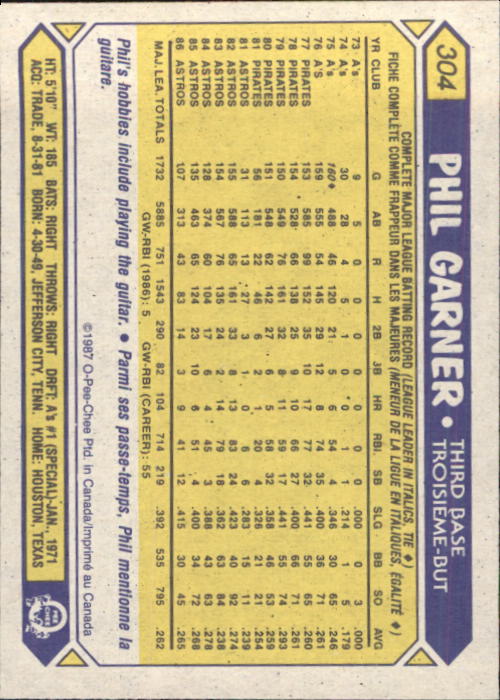 304
PHIL GARNER • THIRD BASE
TROISIÈME-BUT
COMPLETE MAJOR LEAGUE BATTING RECORD (LEAGUE LEADER IN ITALICS, TIE ♦)
FICHE COMPLÈTE COMME FRAPPEUR DANS LES MAJEURES (MENEUR DE LA LIGUE EN ITALIQUES, ÉGALITÉ ♦)
YR CLUB G AB R H 2B 3B HR RBI SB SLG BB SO AVG
73 A's 9 5 0 0 0 0 0 0 0 .000 0 3 .000
74 A's 30 28 4 5 1 0 0 1 1 .214 1 5 .179
75 A's 160♦ 488 46 120 21 5 6 54 4 .346 30 65 .246
76 A'S 159 555 54 145 29 12 8 74 35 .400 36 71 .261
77 PIRATES 153 585 99 152 35 10 17 77 32 .441 55 65 .260
78 PIRATES 154 528 66 138 25 9 10 66 27 .400 66 71 .261
79 PIRATES 150 549 76 161 32 8 11 59 17 .441 55 74 .293
80 PIRATES 151 548 62 142 27 6 5 58 32 .358 46 53 .259
81 PIRATES 56 181 22 46 6 2 1 20 4 .326 21 21 .254
81 ASTROS 31 113 13 27 3 1 0 6 6 .283 15 11 .239
82 ASTROS 155 588 65 161 33 8 13 83 24 .423 40 92 .274
83 ASTROS 154 567 76 135 24 2 14 79 18 .362 63 84 .238
84 ASTROS 128 374 60 104 17 6 4 45 3 .388 43 63 .278
85 ASTROS 135 463 65 124 23 10 6 51 4 .400 34 72 .268
86 ASTROS 107 313 43 83 14 3 9 41 12 .415 30 45 .265
MAJ. LEA. TOTALS 1732 5885 751 1543 290 82 104 714 219 .392 535 795 .262
GW-RBI (1986): 5 GW-RBI (CAREER): 55
Phil's hobbies include playing the guitar. • Parmi ses passe-temps, Phil mentionne la
guitare.
©1987 O-Pee-Chee Ptd. in Canada/Imprimé au Canada
HT: 5'10" WT: 185 BATS: RIGHT THROWS: RIGHT DRFT: A's #1 (SPECIAL)-JAN., 1971
ACQ: TRADE, 8-31-81 BORN: 4-30-49, JEFFERSON CITY, TENN. HOME: HOUSTON, TEXAS
O-PEE-CHEE